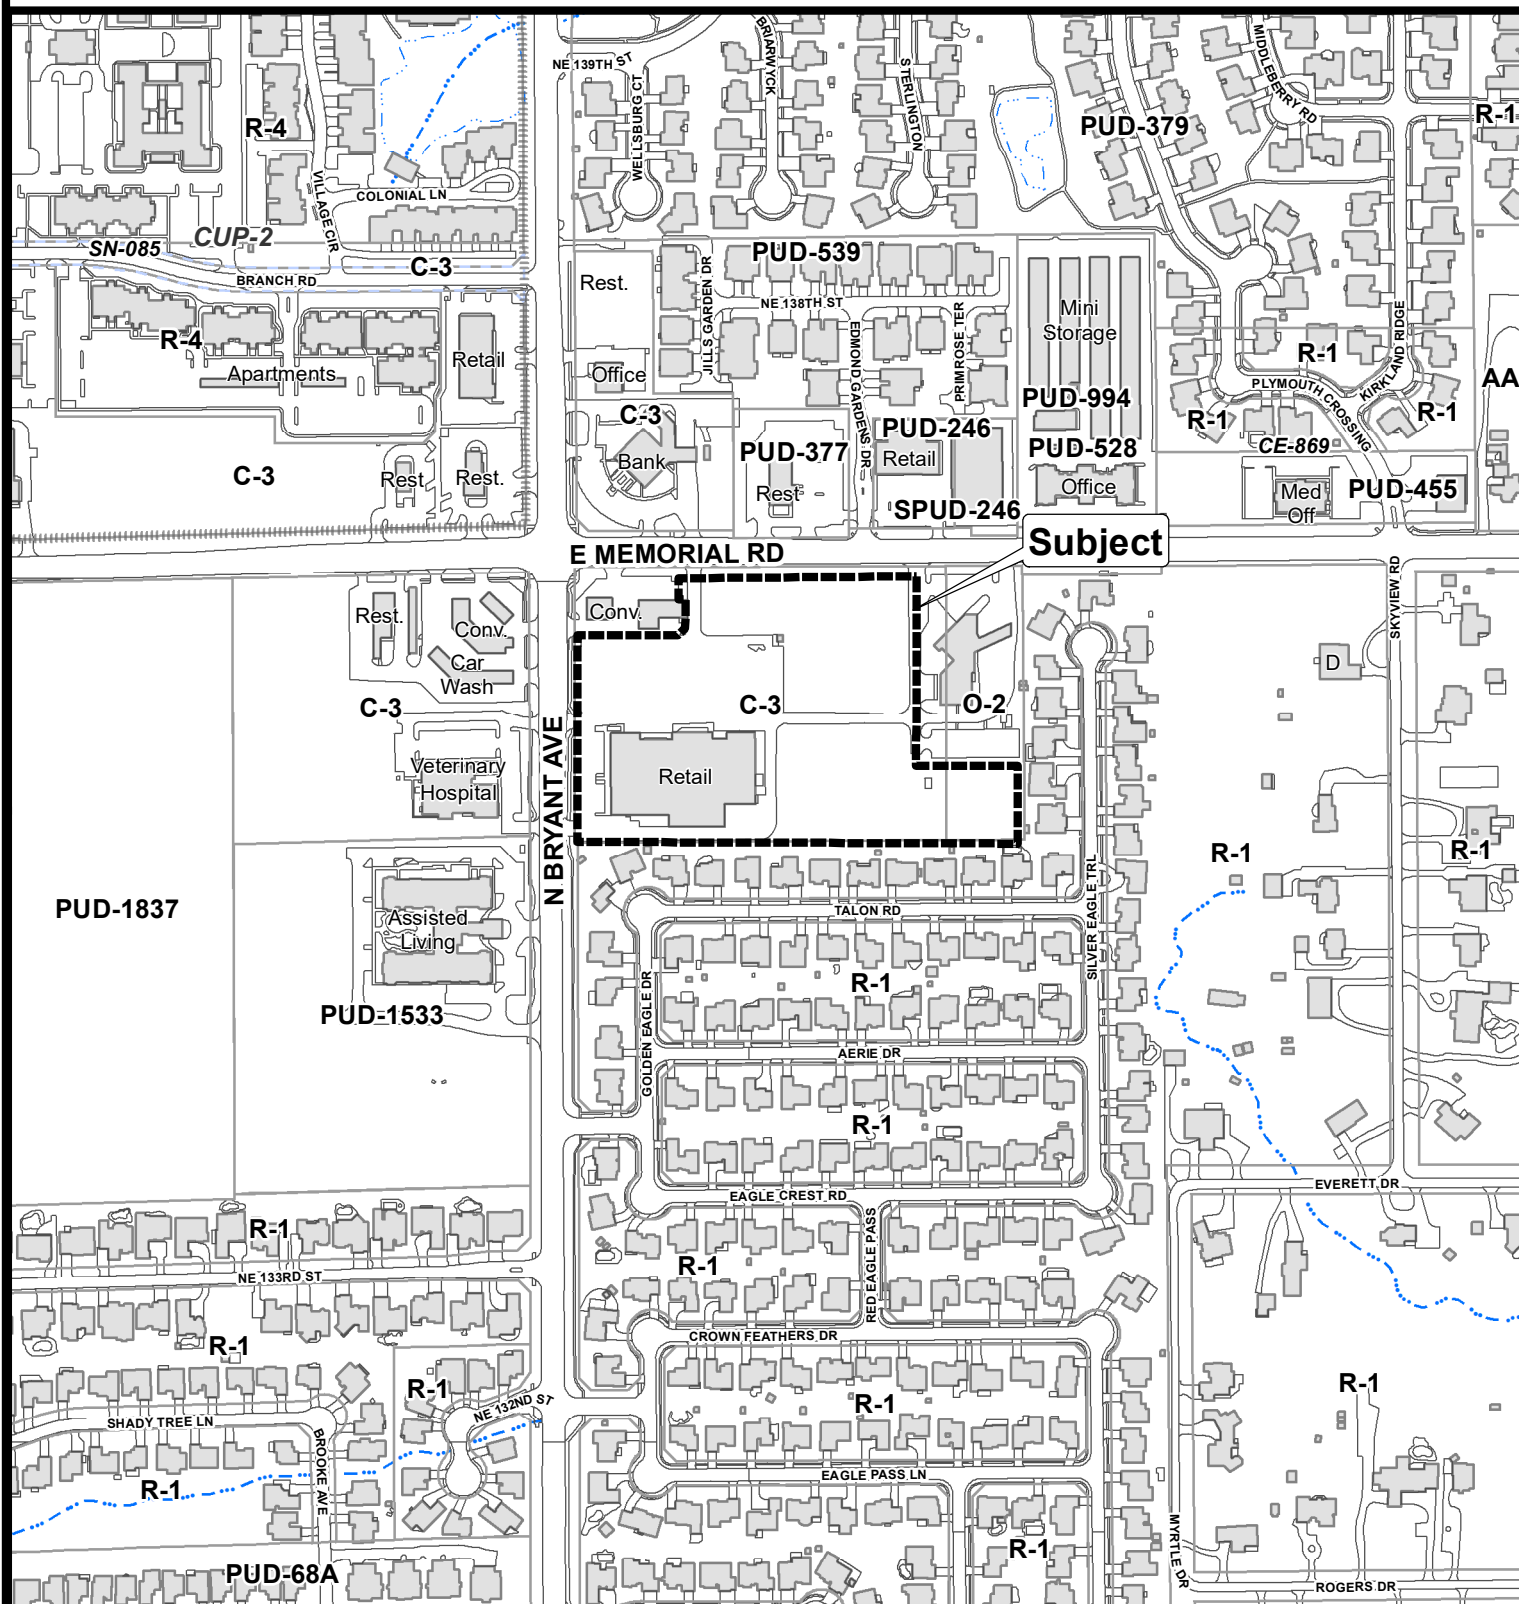 NE 139TH ST
WELLSBURG CT
BRIARWYCK
STERLINGTON
MIDDLEBERRY RD
PUD-379
R-1
R-4
VILLAGE CIR
COLONIAL LN
CUP-2
SN-085
C-3
BRANCH RD
R-4
Apartments
Retail
Rest.
JILLS GARDEN DR
PUD-539
NE 138TH ST
EDMOND GARDENS DR
PRIMROSE TER
Mini
Storage
Office
C-3
Bank
PUD-377
Rest
PUD-246
Retail
SPUD-246
PUD-994
PUD-528
Office
R-1
KIRKLAND RIDGE
PLYMOUTH CROSSING
R-1
R-1
AA
CE-869
Med
Off
PUD-455
C-3
Rest
Rest.
E MEMORIAL RD
Subject
SKYVIEW RD
Rest.
Conv.
Car
Wash
C-3
Conv.
C-3
O-2
D
N BRYANT AVE
Veterinary
Hospital
Retail
SILVER EAGLE TRL
R-1
R-1
PUD-1837
Assisted
Living
PUD-1533
TALON RD
GOLDEN EAGLE DR
R-1
AERIE DR
R-1
EAGLE CREST RD
EVERETT DR
R-1
NE 133RD ST
R-1
RED EAGLE PASS
CROWN FEATHERS DR
R-1
R-1
NE 132ND ST
SHADY TREE LN
BROOKE AVE
R-1
R-1
R-1
EAGLE PASS LN
R-1
MYRTLE DR
PUD-68A
ROGERS DR